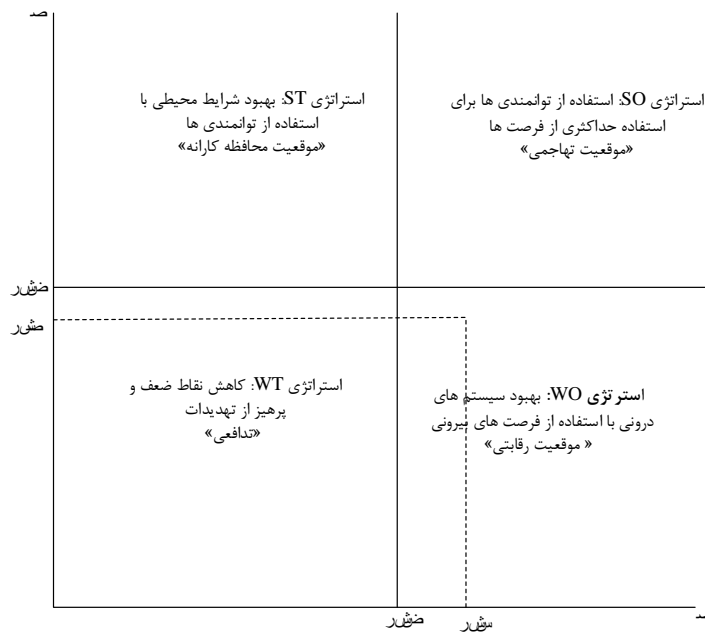 استراتژی SO: استفاده از توانمندی ها برای
استفاده حداکثری از فرصت ها
«موقعیت تهاجمی»
استراتژی ST: بهبود شرایط محیطی با
استفاده از توانمندی ها
«موقعیت محافظه کارانه»
استرتژی WO: بهبود سیستم های
درونی با استفاده از فرصت های بیرونی
« موقعیت رقابتی»
استراتژی WT: کاهش نقاط ضعف و
پرهیز از تهدیدات
«تدافعی»